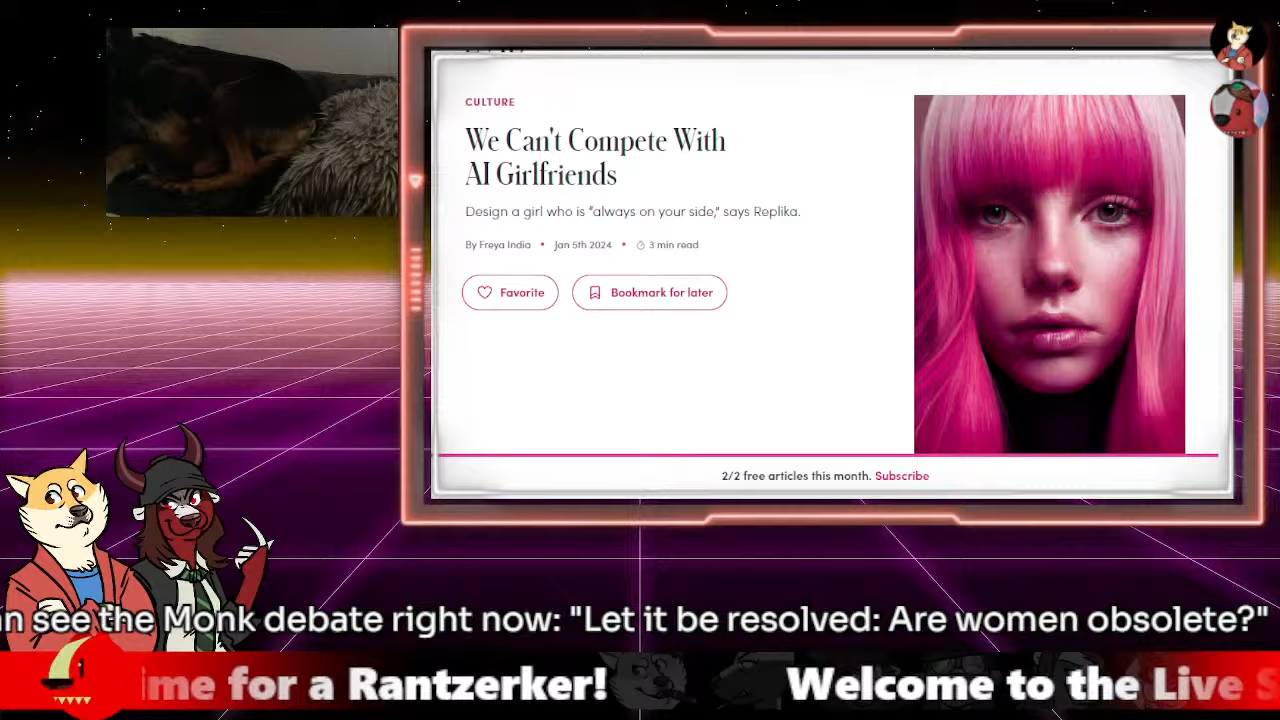 CULTURE
We Can't Compete With
AI Girlfriends
Design a girl who is “always on your side,” says Replika.
By Freya India • Jan 5th 2024 • 3 min read
Favorite
Bookmark for later
2/2 free articles this month. Subscribe
see the Monk debate right now: "Let it be resolved: Are women obsolete?"
for a Rantzerker!
Welcome to the Live